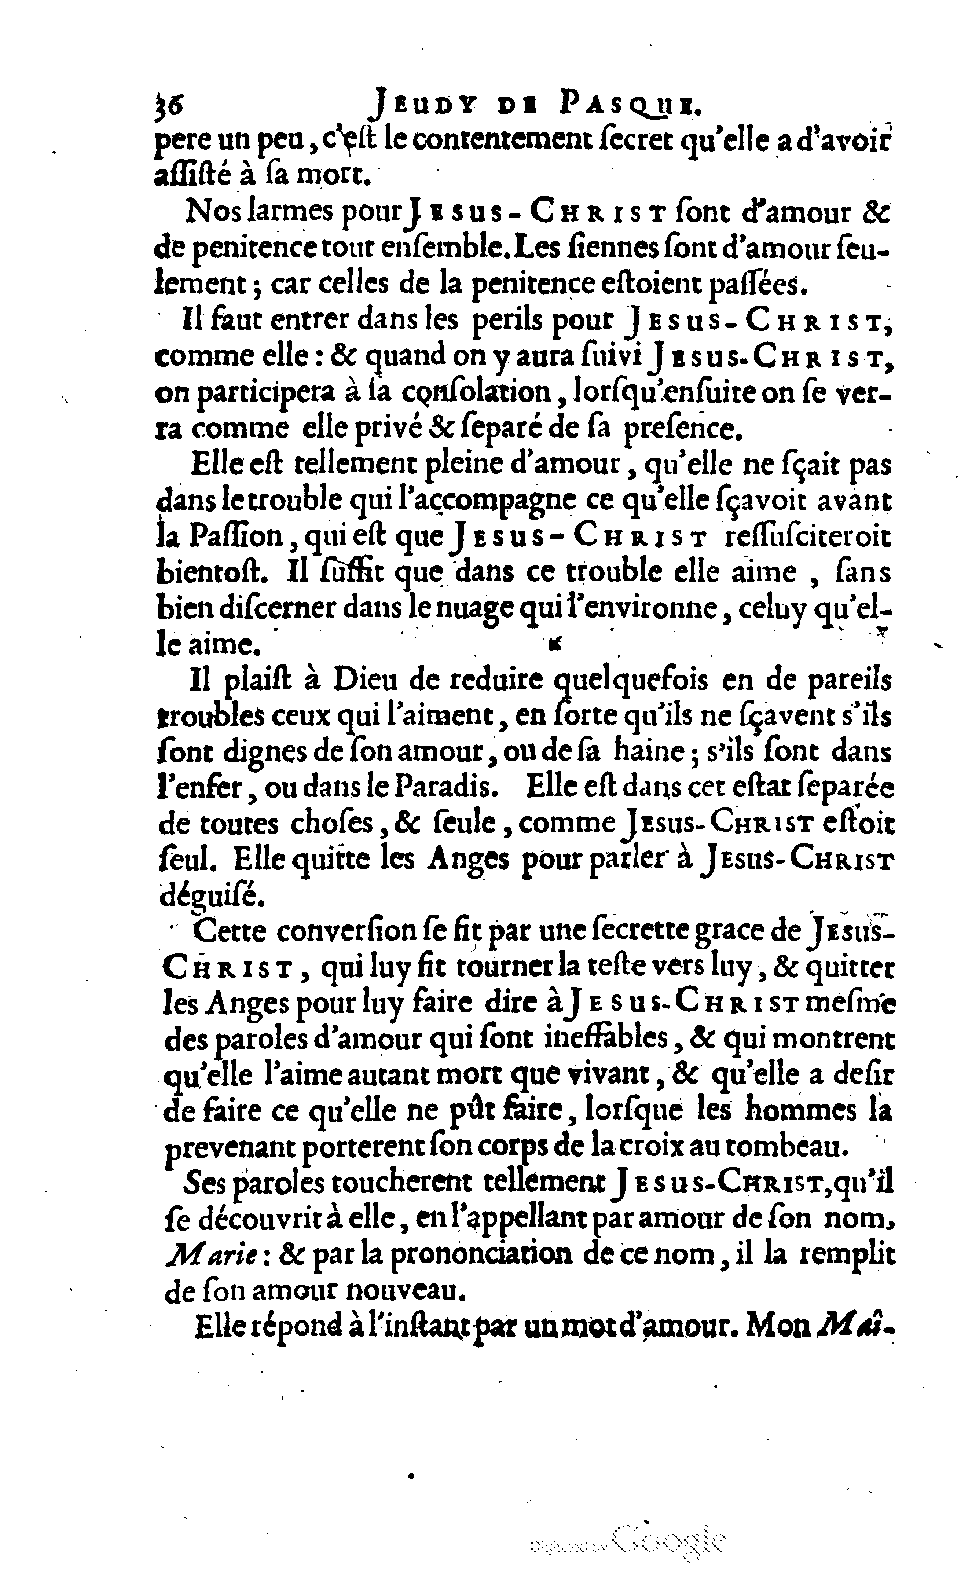 36 JEUDY DE PASQUE.
pere un peu, c'eſt le contentement ſecret qu'elle a d'avoir
aſſiſté à ſa mort.
Nos larmes pour JESUS-CHRIST ſont d'amour &
de penitence tout enſemble. Les ſiennes ſont d'amour ſeu-
lement ; car celles de la penitence eſtoient paſſées.
Il faut entrer dans les perils pour JESUS-CHRIST,
comme elle : & quand on y aura ſuivi JESUS-CHRIST,
on participera à ſa conſolation, lorſqu'enſuite on ſe ver-
ra comme elle privé & ſeparé de ſa preſence.
Elle eſt tellement pleine d'amour, qu'elle ne ſçait pas
dans le trouble qui l'accompagne ce qu'elle ſçavoit avant
la Paſſion, qui eſt que JESUS-CHRIST reſſuſciteroit
bientoſt. Il ſuffit que dans ce trouble elle aime, ſans
bien diſcerner dans le nuage qui l'environne, celuy qu'el-
le aime.
Il plaiſt à Dieu de reduire quelquefois en de pareils
troubles ceux qui l'aiment, en ſorte qu'ils ne ſçavent s'ils
ſont dignes de ſon amour, ou de ſa haine ; s'ils ſont dans
l'enfer, ou dans le Paradis. Elle eſt dans cet eſtat ſeparée
de toutes choſes, & ſeule, comme JESUS-CHRIST eſtoit
ſeul. Elle quitte les Anges pour parler à JESUS-CHRIST
déguiſé.
Cette converſion ſe fit par une ſecrette grace de JESUS-
CHRIST, qui luy fit tourner la teſte vers luy, & quitter
les Anges pour luy faire dire à JESUS-CHRIST meſme
des paroles d'amour qui ſont ineffables, & qui montrent
qu'elle l'aime autant mort que vivant, & qu'elle a deſir
de faire ce qu'elle ne pût faire, lorſque les hommes la
prevenant porterent ſon corps de la croix au tombeau.
Ses paroles toucherent tellement JESUS-CHRIST, qu'il
ſe découvrit à elle, en l'appellant par amour de ſon nom,
Marie : & par la prononciation de ce nom, il la remplit
de ſon amour nouveau.
Elle répond à l'inſtant par un mot d'amour. Mon Maî-
Digitized by Google